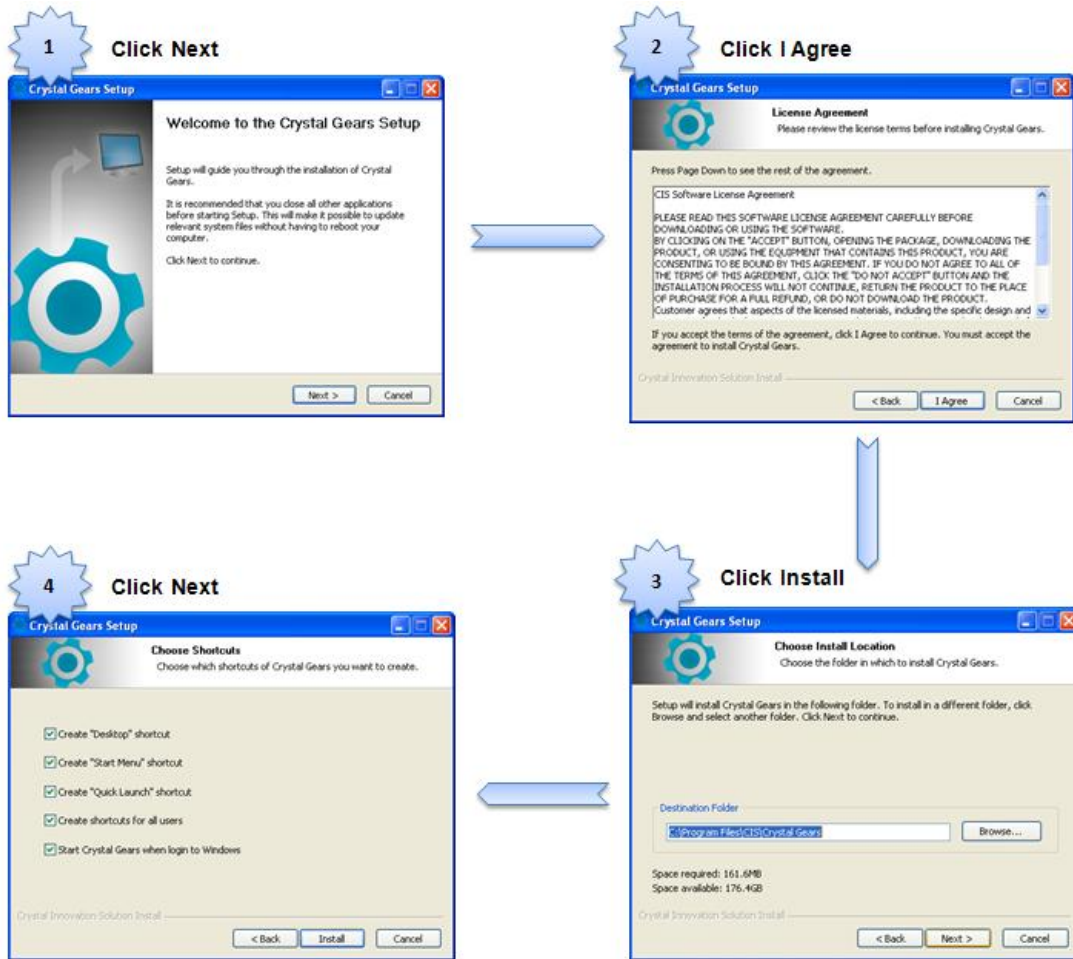 1
Click Next
Crystal Gears Setup
Welcome to the Crystal Gears Setup
Setup will guide you through the installation of Crystal
Gears.
It is recommended that you close all other applications
before starting Setup. This will make it possible to update
relevant system files without having to reboot your
computer.
Click Next to continue.
Next >
Cancel
2
Click I Agree
Crystal Gears Setup
License Agreement
Please review the license terms before installing Crystal Gears.
Press Page Down to see the rest of the agreement.
CIS Software License Agreement
PLEASE READ THIS SOFTWARE LICENSE AGREEMENT CAREFULLY BEFORE
DOWNLOADING OR USING THE SOFTWARE.
BY CLICKING ON THE "ACCEPT" BUTTON, OPENING THE PACKAGE, DOWNLOADING THE
PRODUCT, OR USING THE EQUIPMENT THAT CONTAINS THIS PRODUCT, YOU ARE
CONSENTING TO BE BOUND BY THIS AGREEMENT. IF YOU DO NOT AGREE TO ALL OF
THE TERMS OF THIS AGREEMENT, CLICK THE "DO NOT ACCEPT" BUTTON AND THE
INSTALLATION PROCESS WILL NOT CONTINUE, RETURN THE PRODUCT TO THE PLACE
OF PURCHASE FOR A FULL REFUND, OR DO NOT DOWNLOAD THE PRODUCT.
Customer agrees that aspects of the licensed materials, including the specific design and
If you accept the terms of the agreement, click I Agree to continue. You must accept the
agreement to install Crystal Gears.
Crystal Innovation Solution Install
< Back
I Agree
Cancel
3
Click Install
Crystal Gears Setup
Choose Install Location
Choose the folder in which to install Crystal Gears.
Setup will install Crystal Gears in the following folder. To install in a different folder, click
Browse and select another folder. Click Next to continue.
Destination Folder
C:\Program Files\CIS\Crystal Gears
Browse...
Space required: 161.6MB
Space available: 176.4GB
Crystal Innovation Solution Install
< Back
Next >
Cancel
4
Click Next
Crystal Gears Setup
Choose Shortcuts
Choose which shortcuts of Crystal Gears you want to create.
Create "Desktop" shortcut
Create "Start Menu" shortcut
Create "Quick Launch" shortcut
Create shortcuts for all users
Start Crystal Gears when login to Windows
Crystal Innovation Solution Install
< Back
Install
Cancel